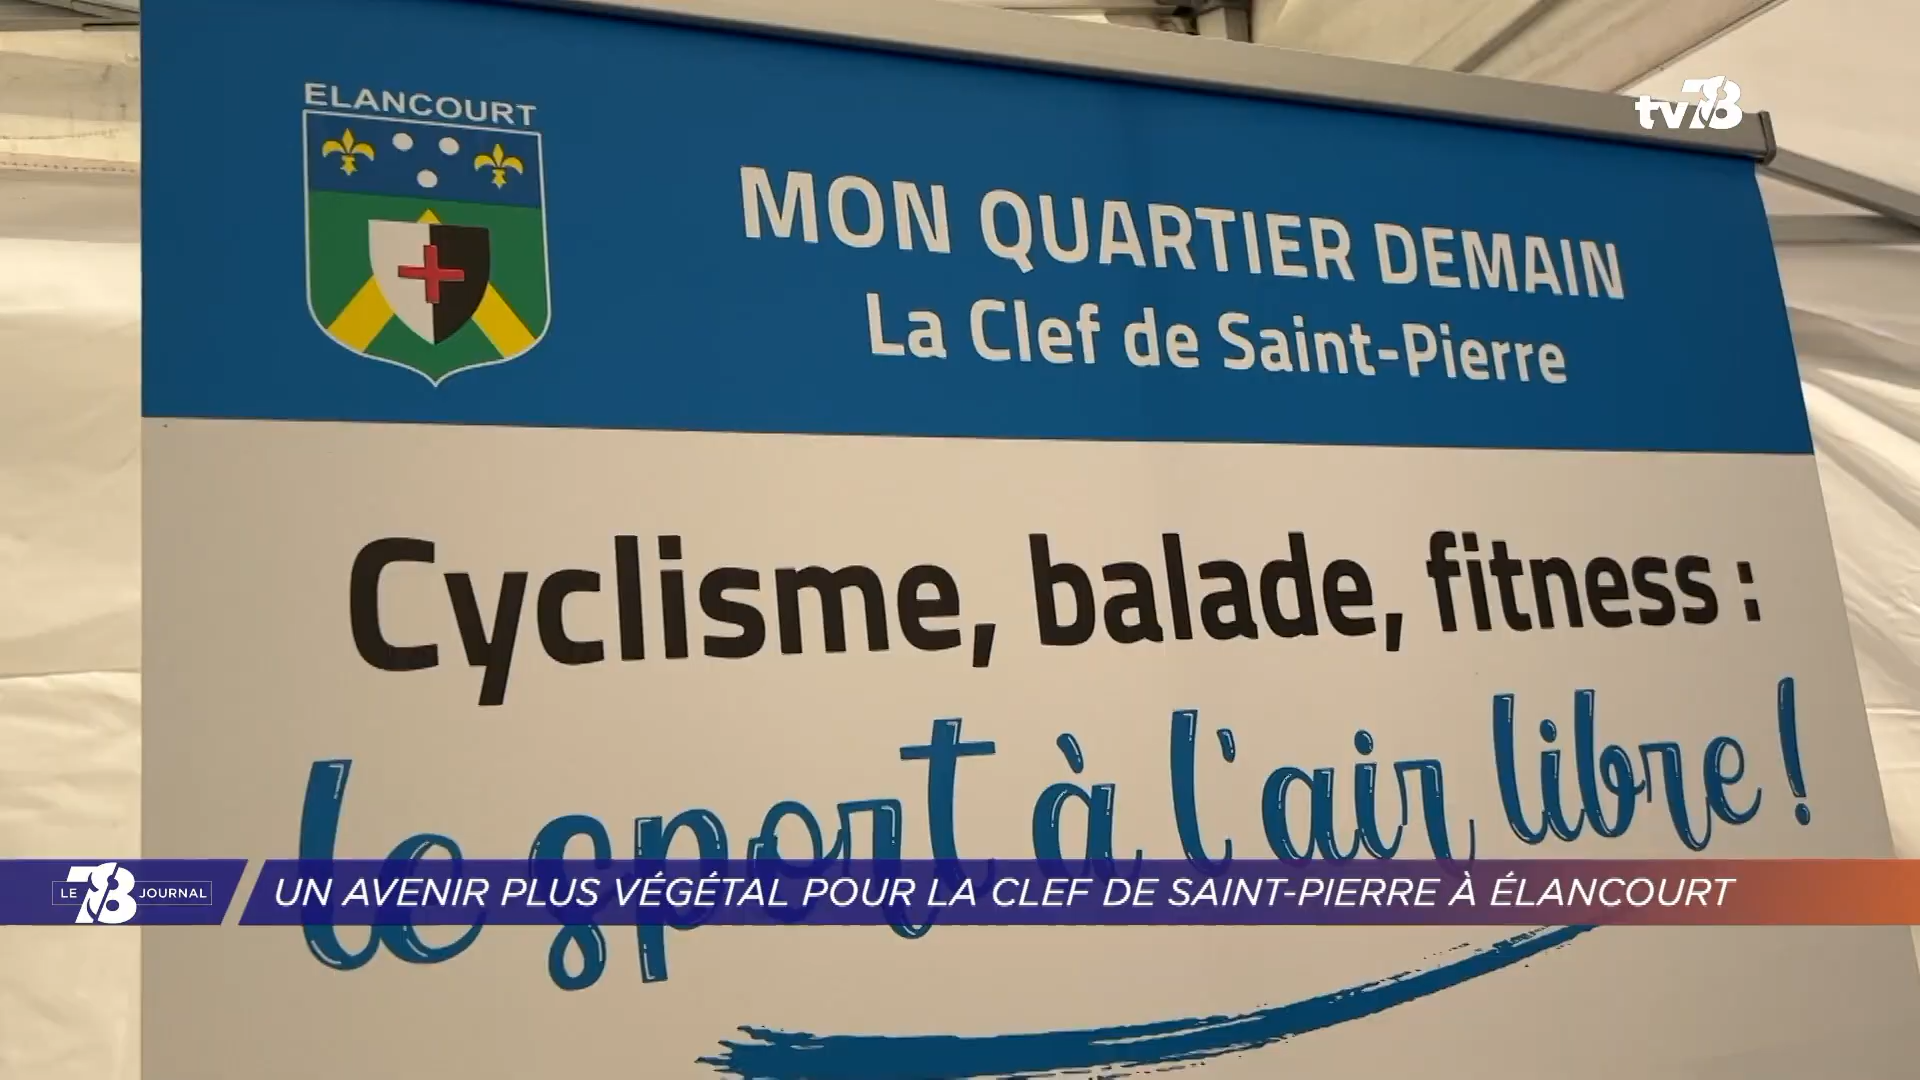 ELANCOURT
tv78
MON QUARTIER DEMAIN
La Clef de Saint-Pierre
Cyclisme, balade, fitness :
le sport à l'air libre !
LE 78 JOURNAL
UN AVENIR PLUS VÉGÉTAL POUR LA CLEF DE SAINT-PIERRE À ÉLANCOURT